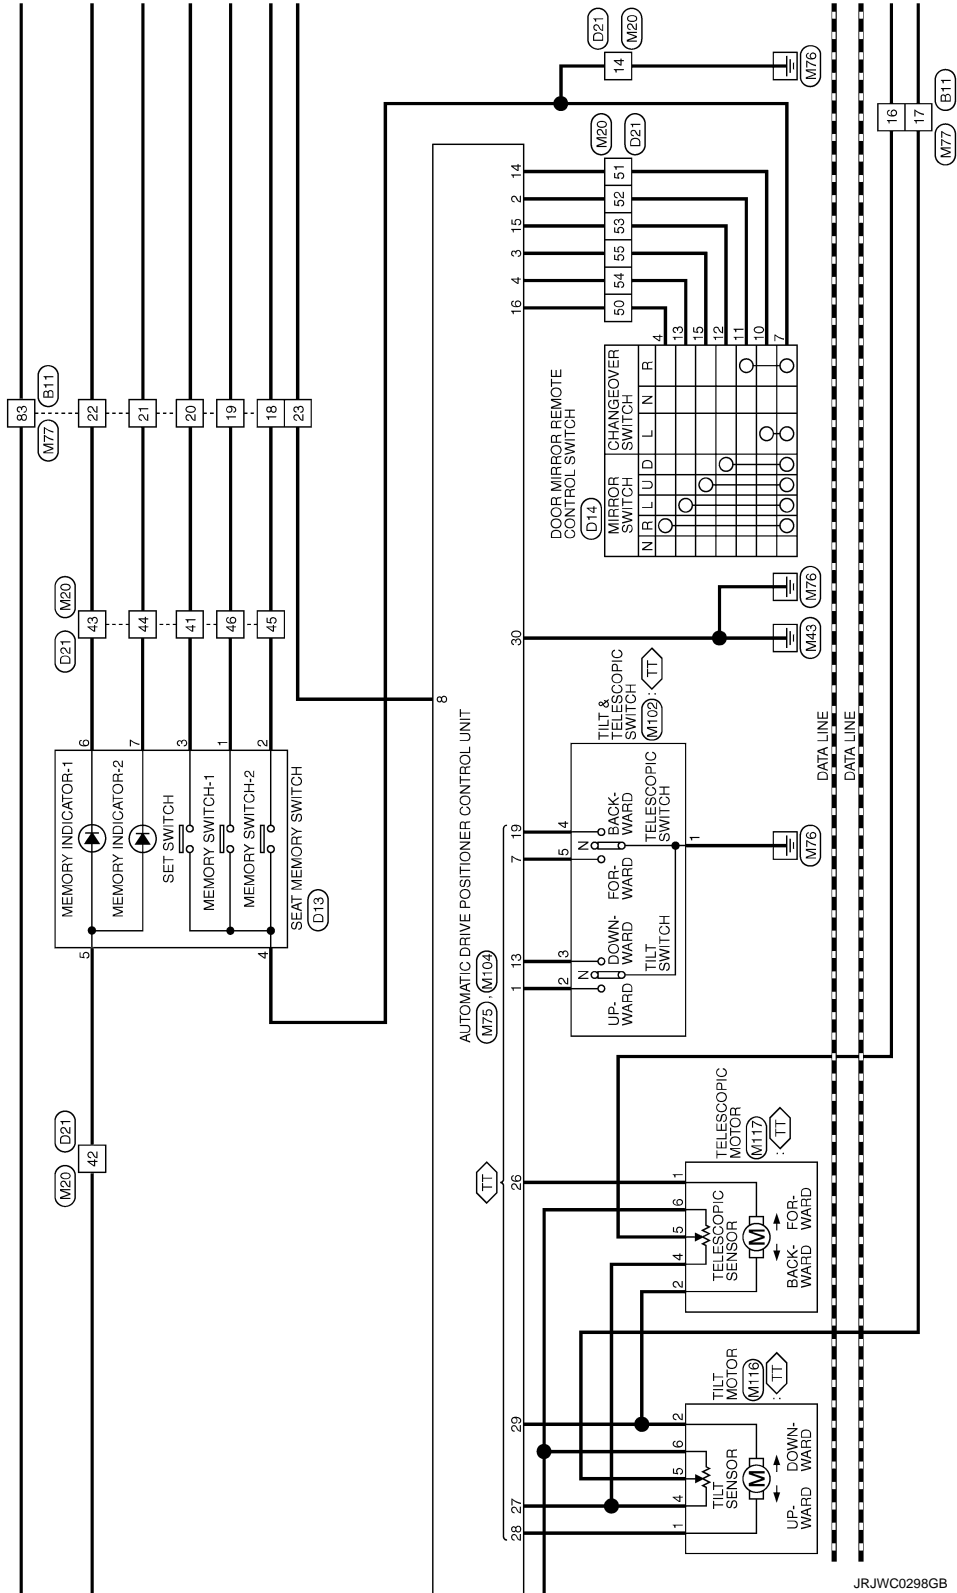 D21
M20
14
M76
B11
16
17
M77
M20
D21
14
2
15
3
4
16
51
52
53
55
54
50
4
13
15
12
11
10
7
DOOR MIRROR REMOTE
CONTROL SWITCH
D14
MIRROR
SWITCH
CHANGEOVER
SWITCH
N
R
L
U
D
L
N
R
83
B11
M77
22
21
20
19
18
23
M20
D21
43
44
41
46
45
8
30
M76
M43
6
7
3
1
2
MEMORY INDICATOR-1
MEMORY INDICATOR-2
SET SWITCH
MEMORY SWITCH-1
MEMORY SWITCH-2
SEAT MEMORY SWITCH
D13
5
4
AUTOMATIC DRIVE POSITIONER CONTROL UNIT
M75 , M104
TILT &
TELESCOPIC
SWITCH
M102 : TT
19
7
13
1
4
5
3
2
BACK-
WARD
N
FOR-
WARD
TELESCOPIC
SWITCH
DOWN-
WARD
N
UP-
WARD
TILT
SWITCH
1
M76
DATA LINE
DATA LINE
D21
M20
42
TT
26
29
27
28
TELESCOPIC
MOTOR
M117
: TT
1
6
5
4
2
TELESCOPIC
SENSOR
M
FOR-
WARD
BACK-
WARD
TILT
MOTOR
M116
: TT
2
6
5
4
1
TILT
SENSOR
M
DOWN-
WARD
UP-
WARD
JRJWC0298GB